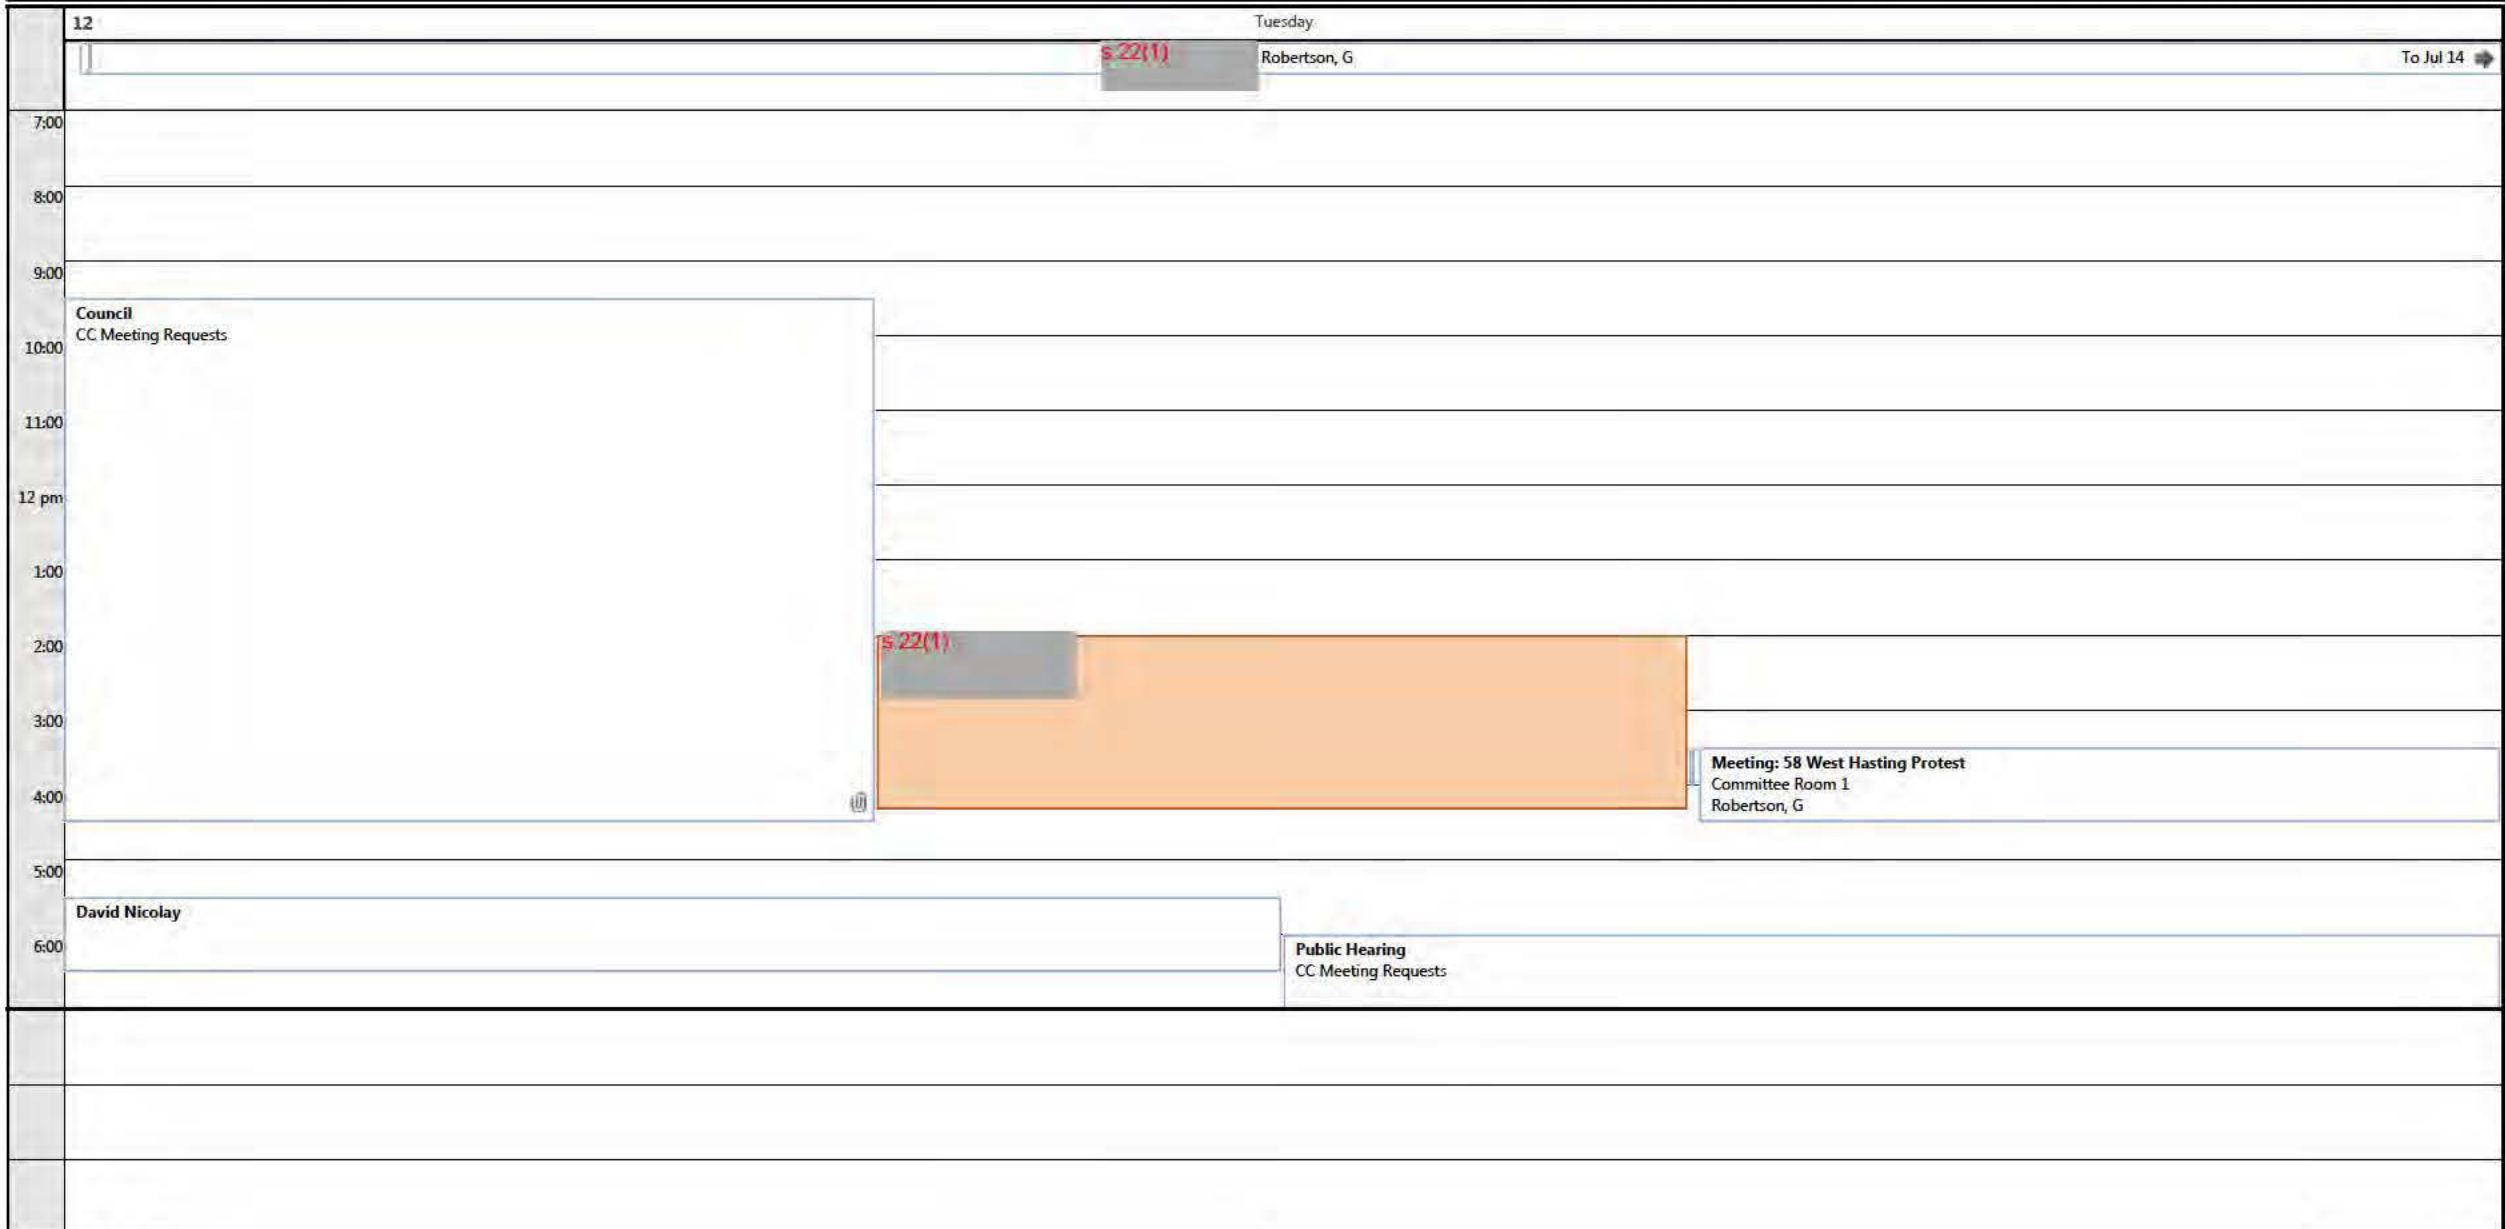 12
Tuesday
s.22(1)
Robertson, G
To Jul 14
7:00
8:00
9:00
Council
CC Meeting Requests
10:00
11:00
12 pm
1:00
2:00
s.22(1)
3:00
Meeting: 58 West Hasting Protest
Committee Room 1
Robertson, G
4:00
5:00
David Nicolay
6:00
Public Hearing
CC Meeting Requests